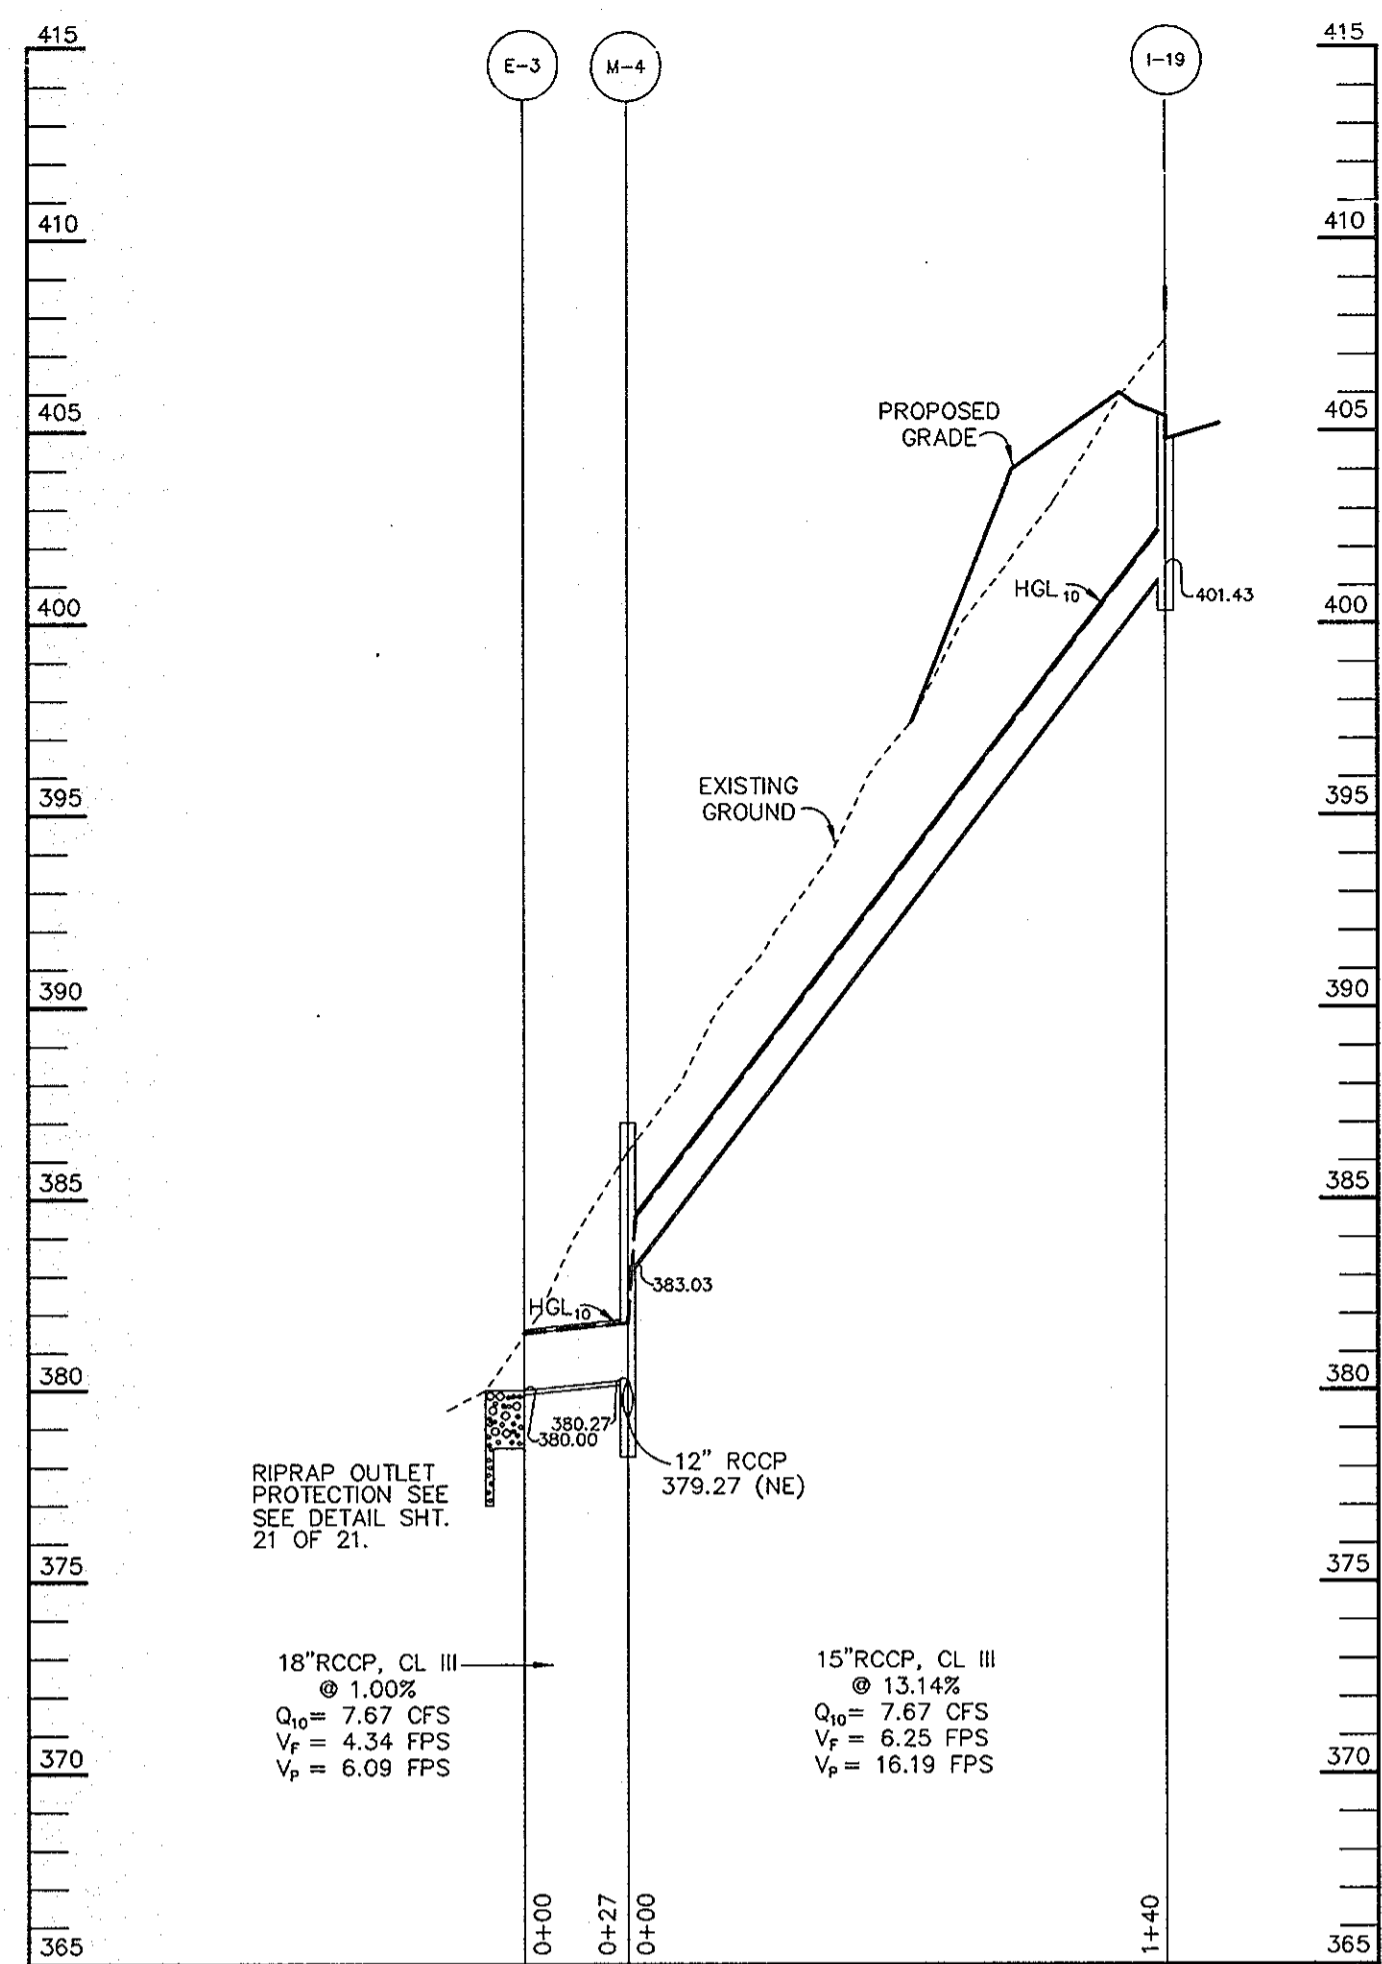 415
E-3
M-4
I-19
415
410
410
PROPOSED
GRADE
405
405
HGL10
401.43
400
400
EXISTING
GROUND
395
395
390
390
385
385
383.03
HGL10
380
380
380.27
380.00
12" RCCP
379.27 (NE)
RIPRAP OUTLET
PROTECTION SEE
SEE DETAIL SHT.
21 OF 21.
375
375
18"RCCP, CL III
@ 1.00%
Q10= 7.67 CFS
VF = 4.34 FPS
VP = 6.09 FPS
15"RCCP, CL III
@ 13.14%
Q10= 7.67 CFS
VF = 6.25 FPS
VP = 16.19 FPS
370
370
0+00
0+27
0+00
1+40
365
365